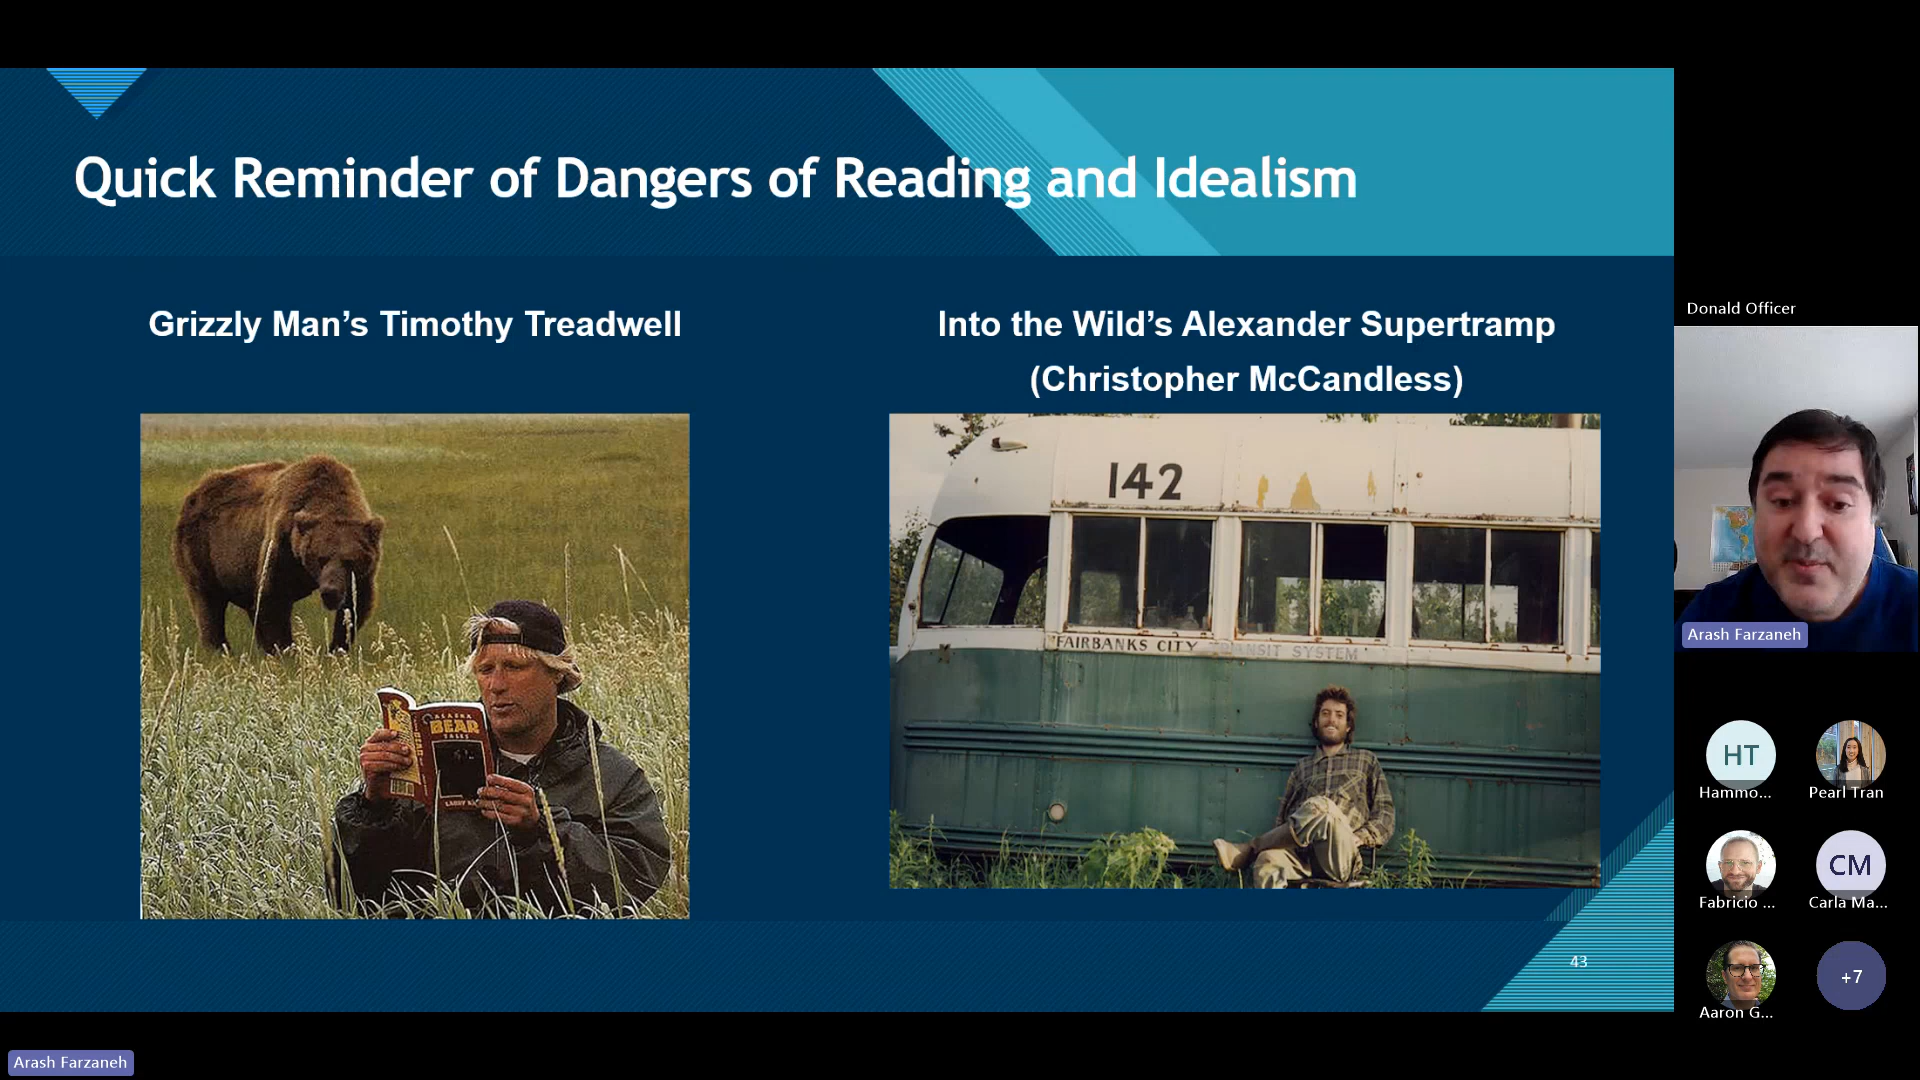 Quick Reminder of Dangers of Reading and Idealism
Grizzly Man’s Timothy Treadwell
Into the Wild’s Alexander Supertramp
(Christopher McCandless)
ALASKA
BEAR
TALES
LARRY
142
FAIRBANKS CITY TRANSIT SYSTEM
43
Donald Officer
Arash Farzaneh
HT
Hammo...
Pearl Tran
Fabricio ...
CM
Carla Ma...
Aaron G...
+7
Arash Farzaneh